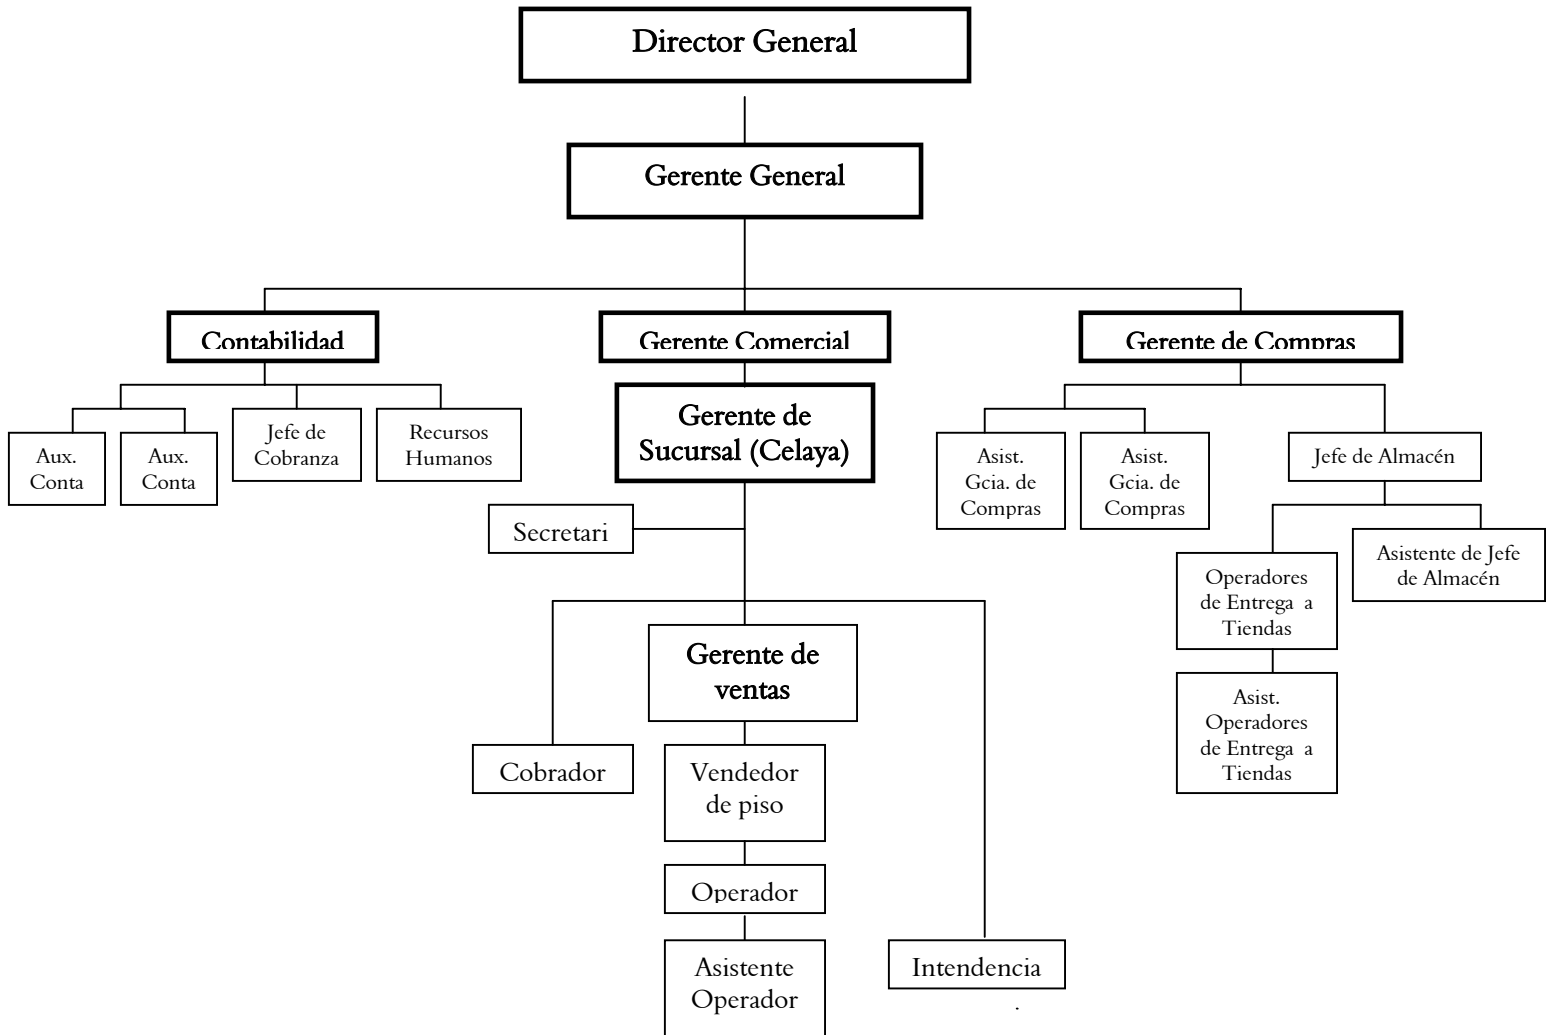 Director General
Gerente General
Contabilidad
Gerente Comercial
Gerente de Compras
Aux.
Conta
Aux.
Conta
Jefe de
Cobranza
Recursos
Humanos
Gerente de
Sucursal (Celaya)
Asist.
Gcia. de
Compras
Asist.
Gcia. de
Compras
Jefe de Almacén
Secretari
Operadores
de Entrega a
Tiendas
Asistente de Jefe
de Almacén
Gerente de
ventas
Asist.
Operadores
de Entrega a
Tiendas
Cobrador
Vendedor
de piso
Operador
Asistente
Operador
Intendencia
.